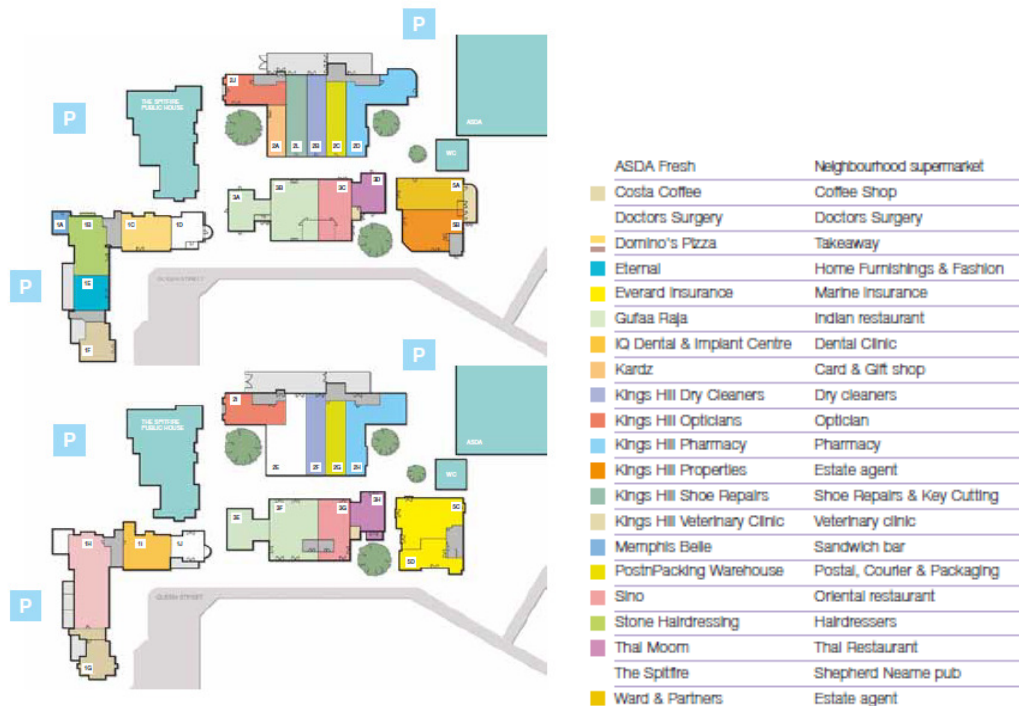 P
P
2J
THE SPITFIRE
PUBLIC HOUSE
ASDA
2A
2L
2B
2C
2D
WC
3A
3B
3C
3D
5A
5B
1A
1B
1C
1D
P
1E
QUEEN STREET
1F
P
P
2I
THE SPITFIRE
PUBLIC HOUSE
ASDA
2E
2F
2G
2H
WC
3E
3F
3G
3H
5C
5D
1H
1I
1J
P
QUEEN STREET
1G
ASDA Fresh Neighbourhood supermarket
Costa Coffee Coffee Shop
Doctors Surgery Doctors Surgery
Domino's Pizza Takeaway
Eternal Home Furnishings & Fashion
Everard Insurance Marine Insurance
Gufaa Raja Indian restaurant
IQ Dental & Implant Centre Dental Clinic
Kardz Card & Gift shop
Kings Hill Dry Cleaners Dry cleaners
Kings Hill Opticians Optician
Kings Hill Pharmacy Pharmacy
Kings Hill Properties Estate agent
Kings Hill Shoe Repairs Shoe Repairs & Key Cutting
Kings Hill Veterinary Clinic Veterinary clinic
Memphis Belle Sandwich bar
PostnPacking Warehouse Postal, Courier & Packaging
Sino Oriental restaurant
Stone Hairdressing Hairdressers
Thai Moom Thai Restaurant
The Spitfire Shepherd Neame pub
Ward & Partners Estate agent